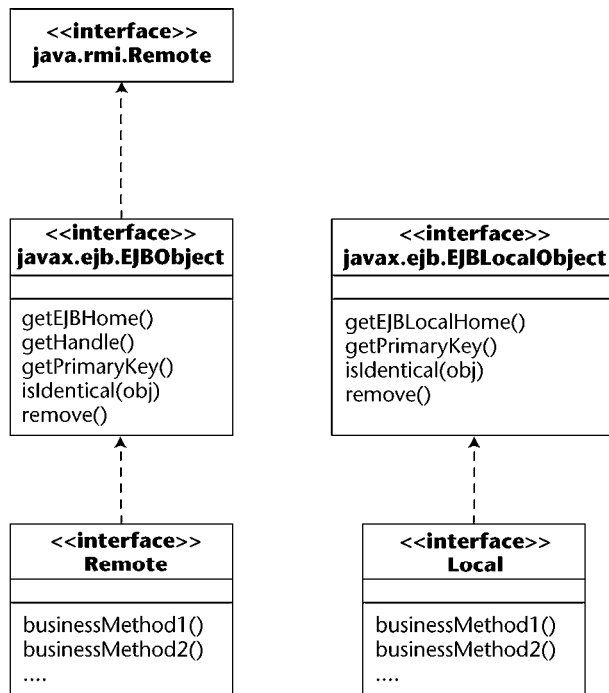 <<interface>>
java.rmi.Remote
<<interface>>
javax.ejb.EJBObject
getEJBHome()
getHandle()
getPrimaryKey()
isIdentical(obj)
remove()
<<interface>>
javax.ejb.EJBLocalObject
getEJBLocalHome()
getPrimaryKey()
isIdentical(obj)
remove()
<<interface>>
Remote
businessMethod1()
businessMethod2()
....
<<interface>>
Local
businessMethod1()
businessMethod2()
....